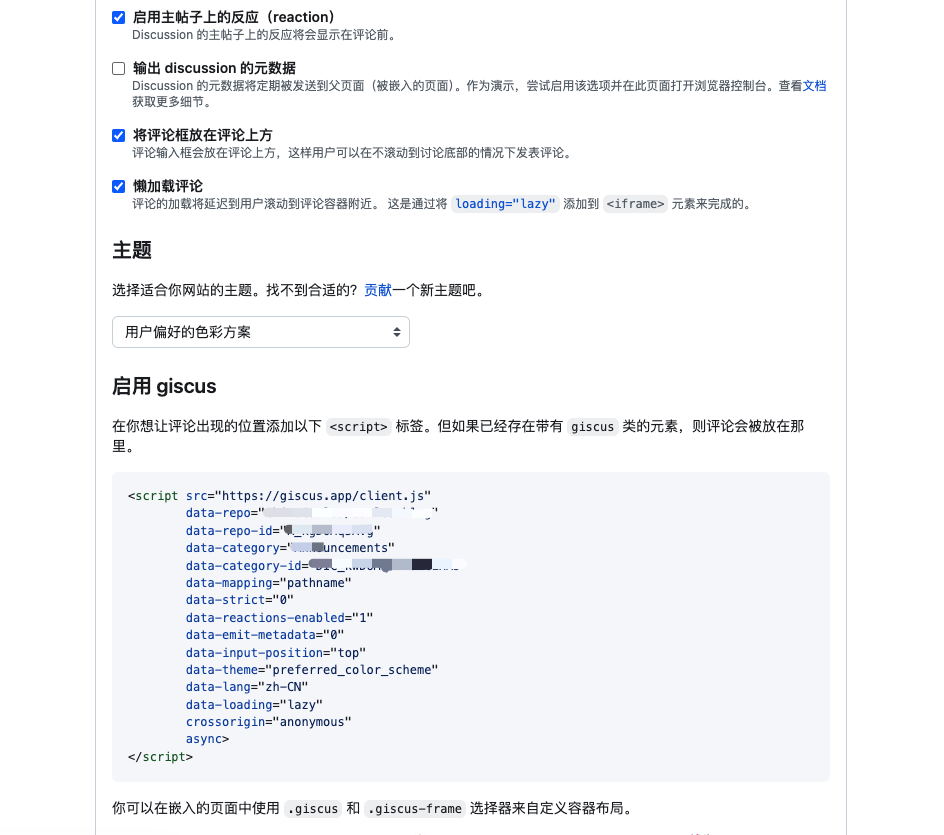 启用主帖子上的反应（reaction）
Discussion 的主帖子上的反应将会显示在评论前。
输出 discussion 的元数据
Discussion 的元数据将定期被发送到父页面（被嵌入的页面）。作为演示，尝试启用该选项并在此页面打开浏览器控制台。查看文档
获取更多细节。
将评论框放在评论上方
评论输入框会放在评论上方，这样用户可以在不滚动到讨论底部的情况下发表评论。
懒加载评论
评论的加载将延迟到用户滚动到评论容器附近。 这是通过将 loading="lazy" 添加到 <iframe> 元素来完成的。
主题
选择适合你网站的主题。找不到合适的？贡献一个新主题吧。
用户偏好的色彩方案
启用 giscus
在你想让评论出现的位置添加以下 <script> 标签。但如果已经存在带有 giscus 类的元素，则评论会被放在那
里。
<script src="https://giscus.app/client.js"
data-repo="
data-repo-id="
data-category="
data-category-id="
data-mapping="pathname"
data-strict="0"
data-reactions-enabled="1"
data-emit-metadata="0"
data-input-position="top"
data-theme="preferred_color_scheme"
data-lang="zh-CN"
data-loading="lazy"
crossorigin="anonymous"
async>
</script>
你可以在嵌入的页面中使用 .giscus 和 .giscus-frame 选择器来自定义容器布局。